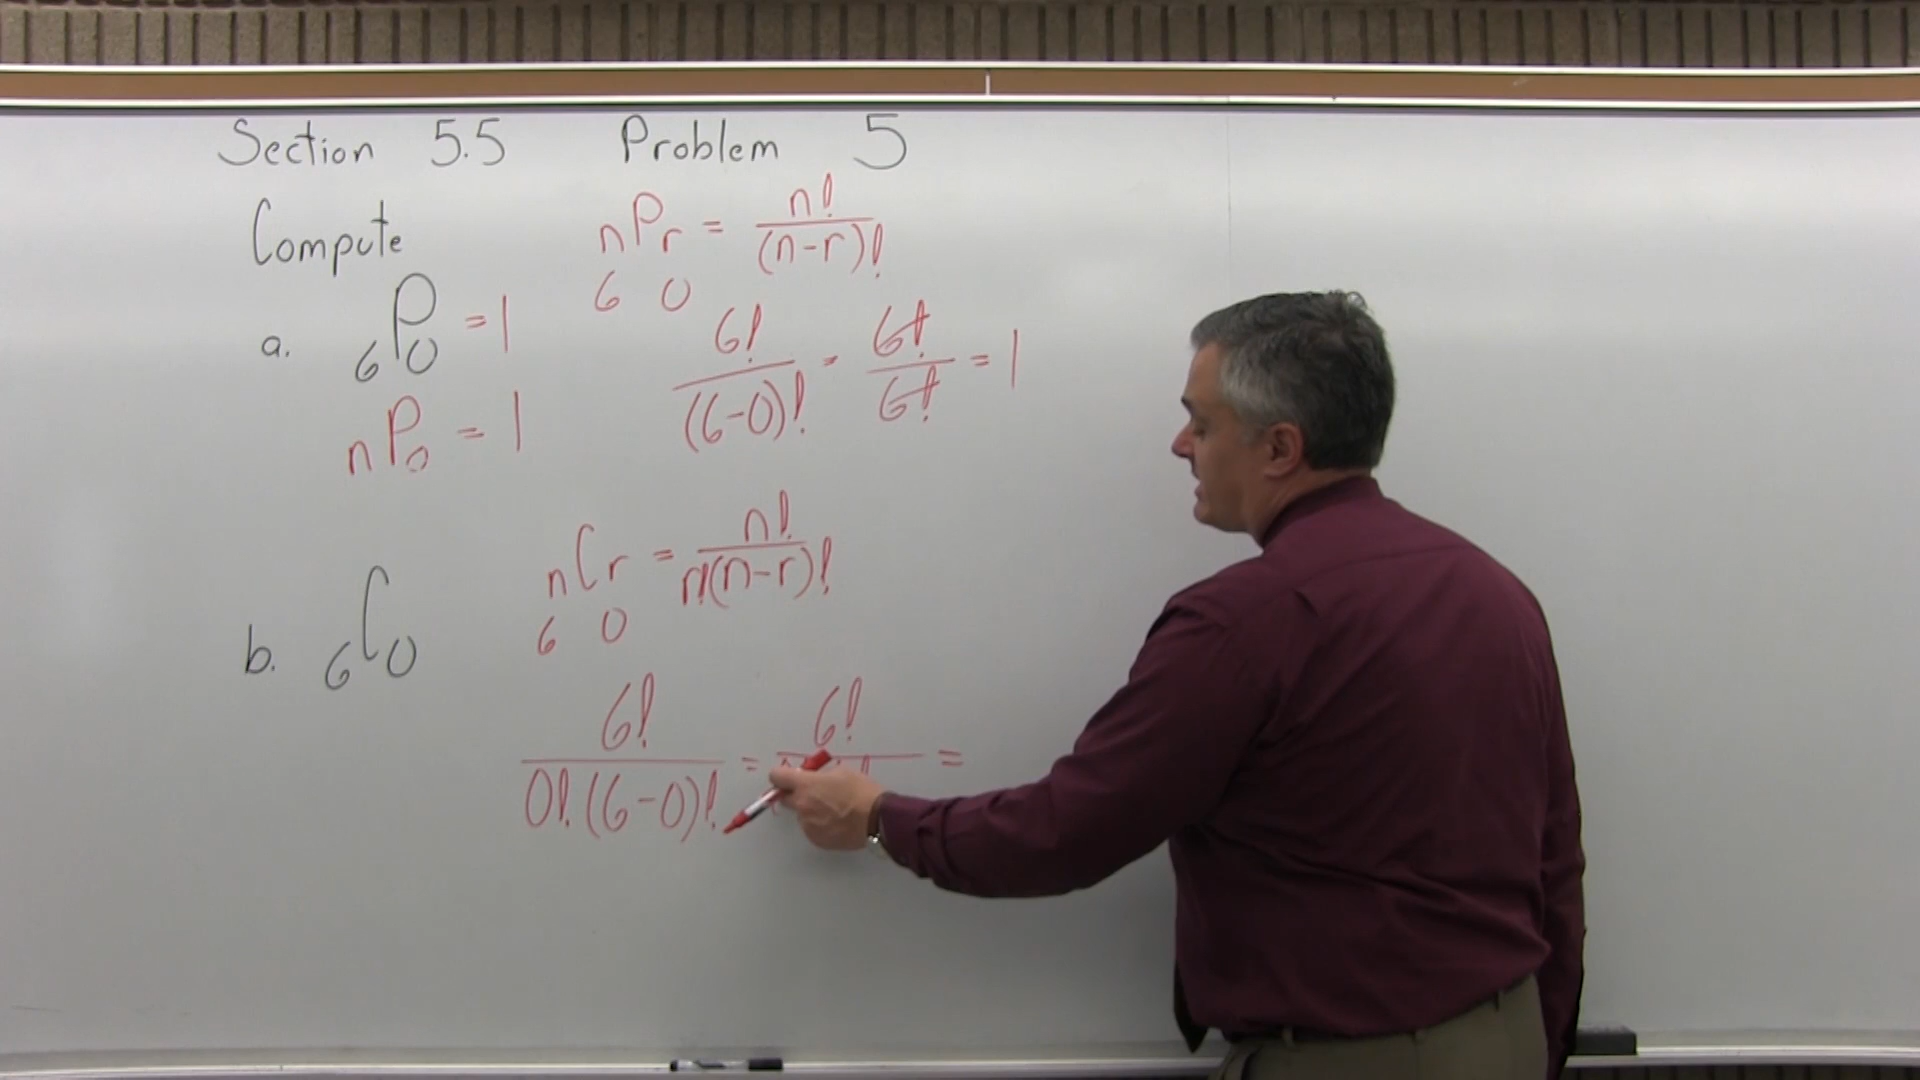 Section 5.5 Problem 5
Compute
nPr = n!/(n-r)!
6 0
a. 6P0 = 1
6!/(6-0)! = 6!/6! = 1
nP0 = 1
nCr = n!/r!(n-r)!
6 0
b. 6C0
6!/0!·(6-0)! = 6!/ =